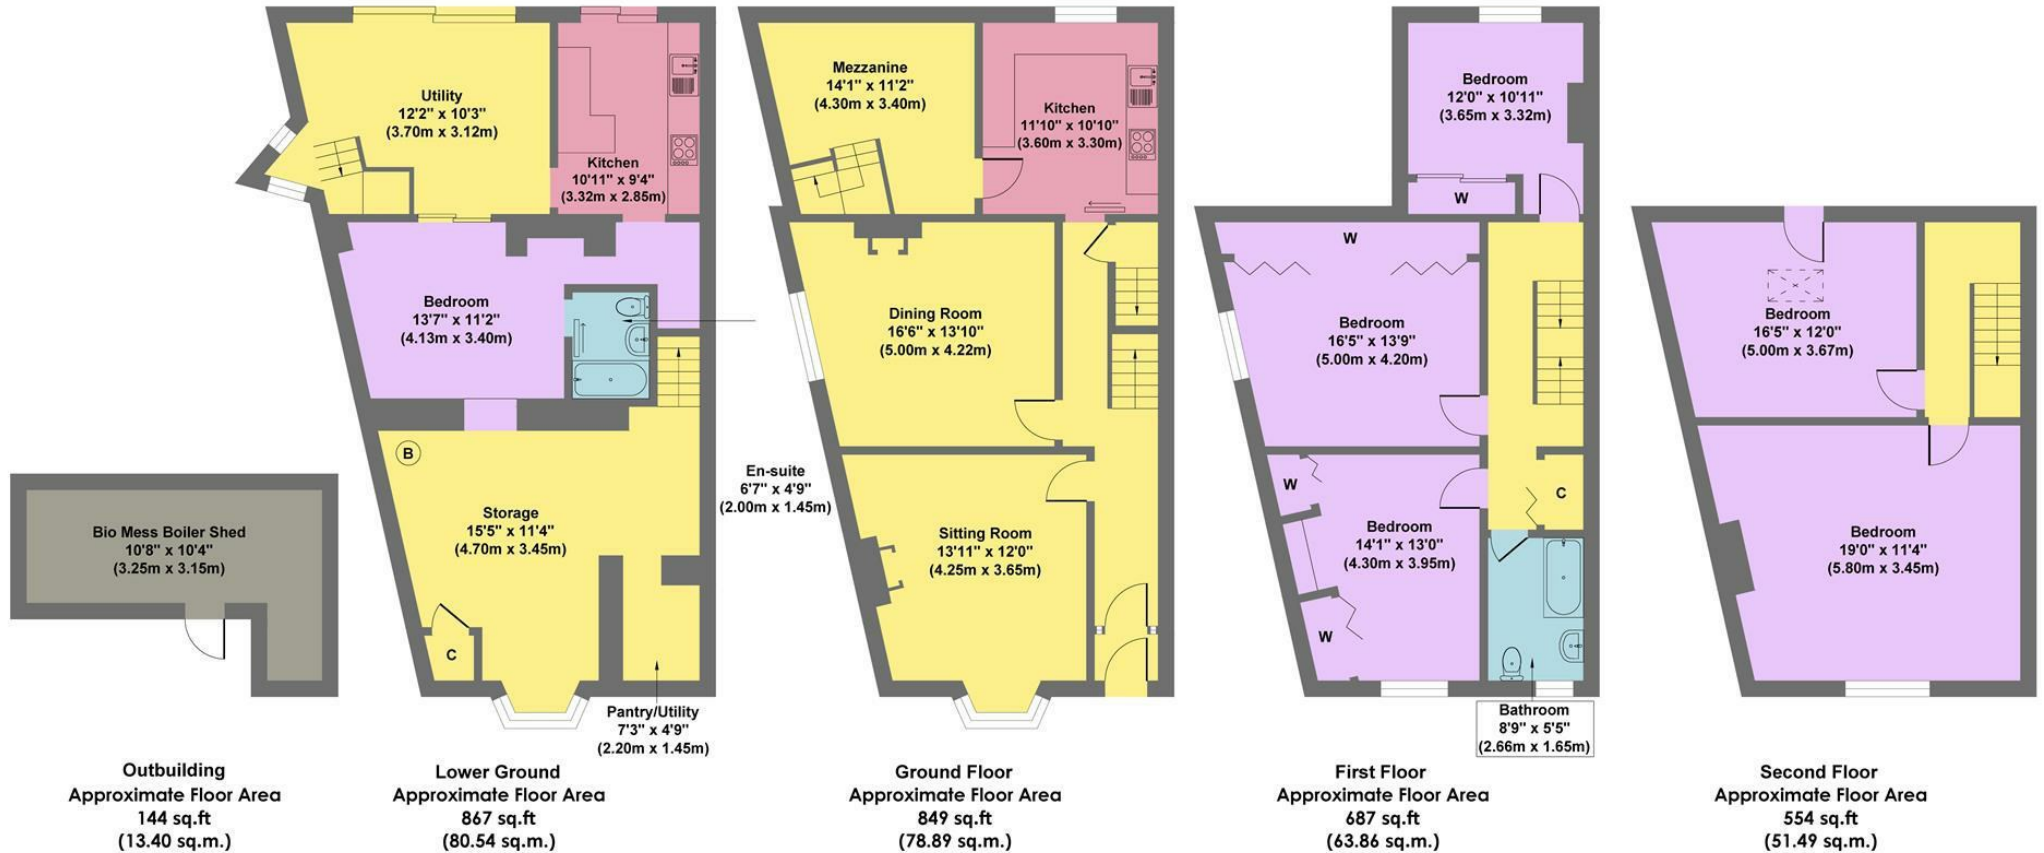 Bio Mess Boiler Shed
10'8" x 10'4"
(3.25m x 3.15m)
Outbuilding
Approximate Floor Area
144 sq.ft
(13.40 sq.m.)
Utility
12'2" x 10'3"
(3.70m x 3.12m)
Kitchen
10'11" x 9'4"
(3.32m x 2.85m)
Bedroom
13'7" x 11'2"
(4.13m x 3.40m)
En-suite
6'7" x 4'9"
(2.00m x 1.45m)
B
Storage
15'5" x 11'4"
(4.70m x 3.45m)
C
Pantry/Utility
7'3" x 4'9"
(2.20m x 1.45m)
Lower Ground
Approximate Floor Area
867 sq.ft
(80.54 sq.m.)
Mezzanine
14'1" x 11'2"
(4.30m x 3.40m)
Kitchen
11'10" x 10'10"
(3.60m x 3.30m)
Dining Room
16'6" x 13'10"
(5.00m x 4.22m)
Sitting Room
13'11" x 12'0"
(4.25m x 3.65m)
Ground Floor
Approximate Floor Area
849 sq.ft
(78.89 sq.m.)
Bedroom
12'0" x 10'11"
(3.65m x 3.32m)
W
W
Bedroom
16'5" x 13'9"
(5.00m x 4.20m)
W
C
Bedroom
14'1" x 13'0"
(4.30m x 3.95m)
W
Bathroom
8'9" x 5'5"
(2.66m x 1.65m)
First Floor
Approximate Floor Area
687 sq.ft
(63.86 sq.m.)
Bedroom
16'5" x 12'0"
(5.00m x 3.67m)
Bedroom
19'0" x 11'4"
(5.80m x 3.45m)
Second Floor
Approximate Floor Area
554 sq.ft
(51.49 sq.m.)